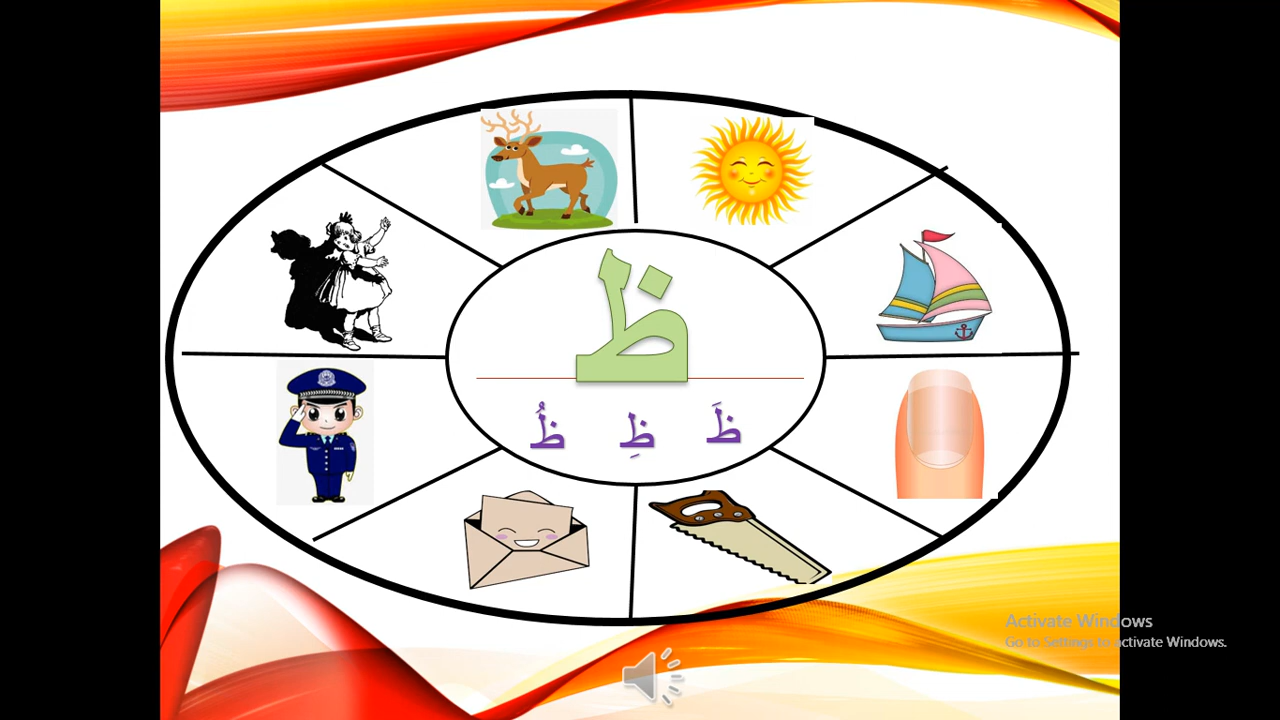 ظ
ظَ ظِ ظُ
Activate Windows
Go to Settings to activate Windows.